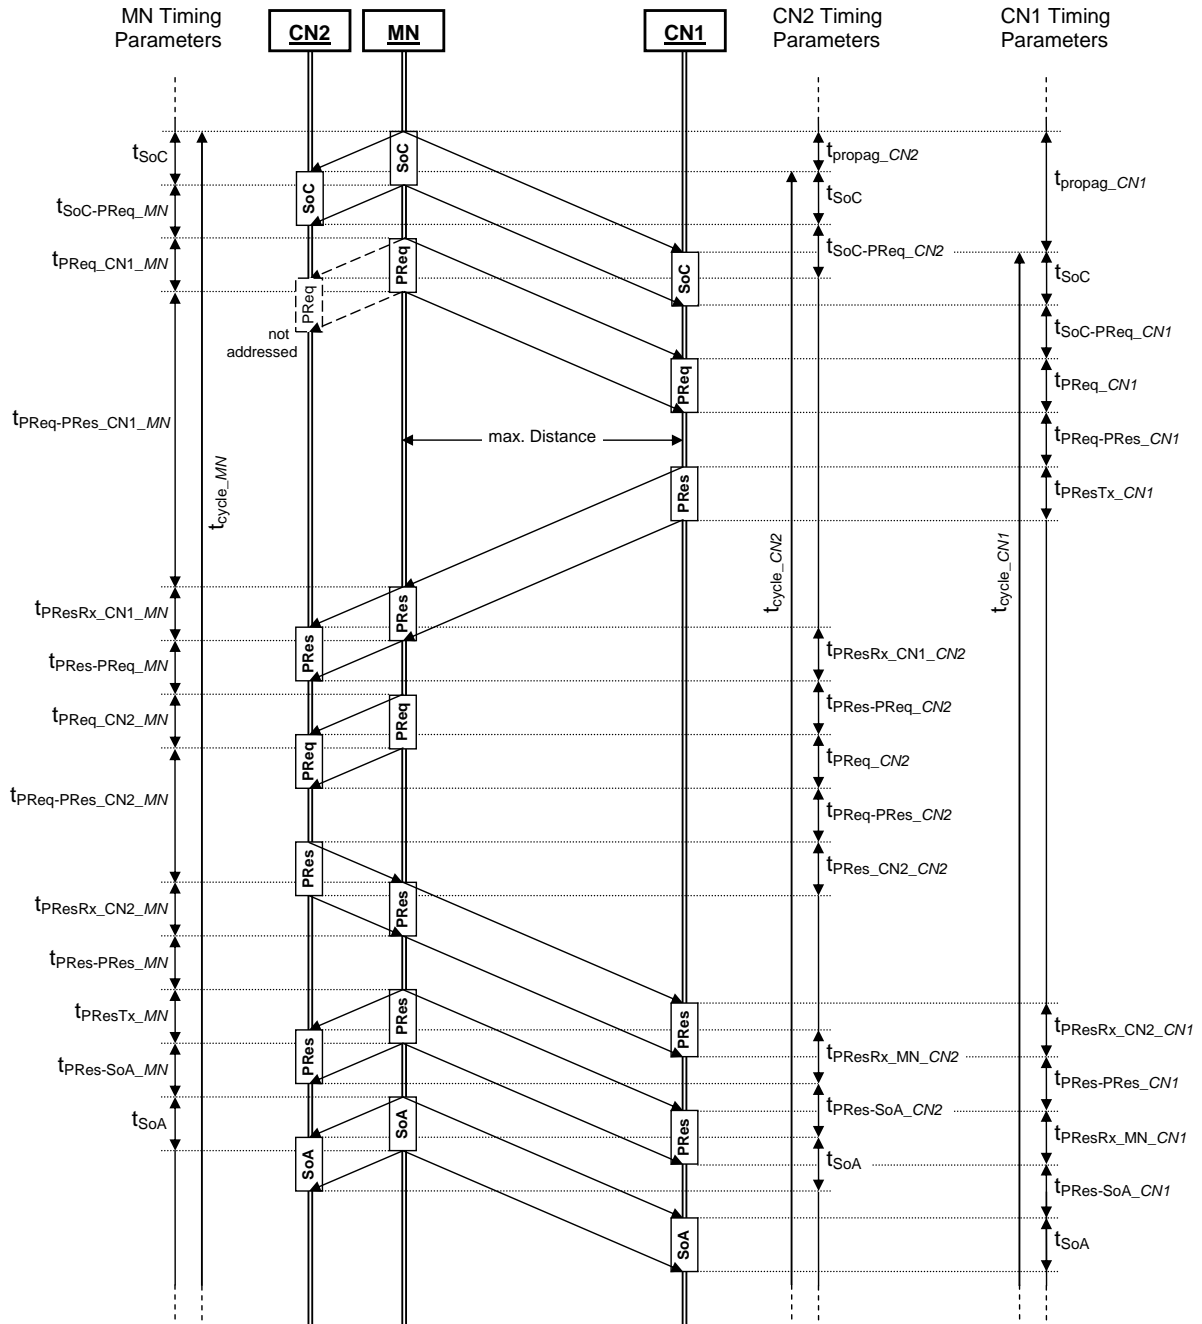 MN Timing
Parameters
CN2
MN
CN1
CN2 Timing
Parameters
CN1 Timing
Parameters
tSoC
tSoC-PReq_MN
tPReq_CN1_MN
tPReq-PRes_CN1_MN
tcycle_MN
tPResRx_CN1_MN
tPRes-PReq_MN
tPReq_CN2_MN
tPReq-PRes_CN2_MN
tPResRx_CN2_MN
tPRes-PRes_MN
tPResTx_MN
tPRes-SoA_MN
tSoA
SoC
PReq
not
addressed
PRes
PReq
PRes
PRes
SoA
SoC
PReq
PRes
PReq
PRes
PRes
SoA
max. Distance
SoC
PReq
PRes
PRes
PRes
SoA
tpropag_CN2
tSoC
tSoC-PReq_CN2
tcycle_CN2
tPResRx_CN1_CN2
tPRes-PReq_CN2
tPReq_CN2
tPReq-PRes_CN2
tPRes_CN2_CN2
tPResRx_MN_CN2
tPRes-SoA_CN2
tSoA
tpropag_CN1
tSoC
tSoC-PReq_CN1
tPReq_CN1
tPReq-PRes_CN1
tPResTx_CN1
tcycle_CN1
tPResRx_CN2_CN1
tPRes-PRes_CN1
tPResRx_MN_CN1
tPRes-SoA_CN1
tSoA